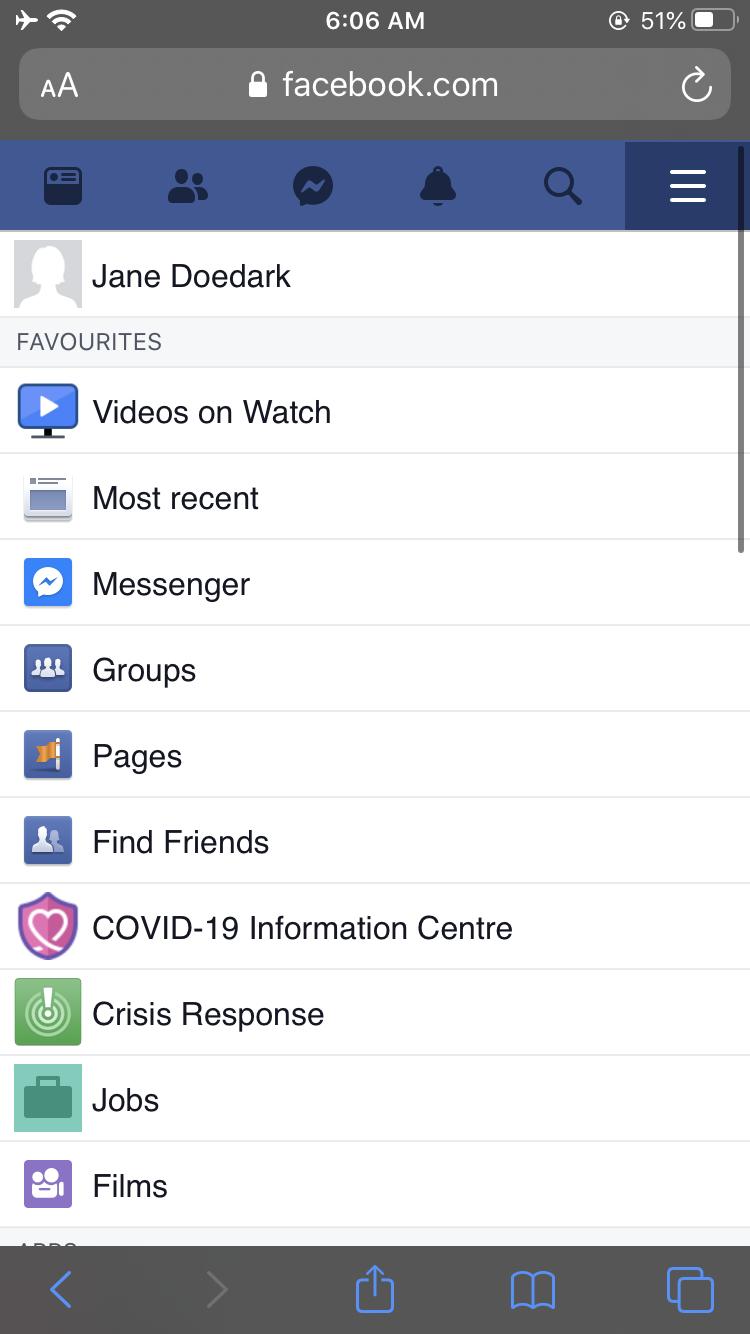 6:06 AM
51%
AA
facebook.com
Jane Doedark
FAVOURITES
Videos on Watch
Most recent
Messenger
Groups
Pages
Find Friends
COVID-19 Information Centre
Crisis Response
Jobs
Films